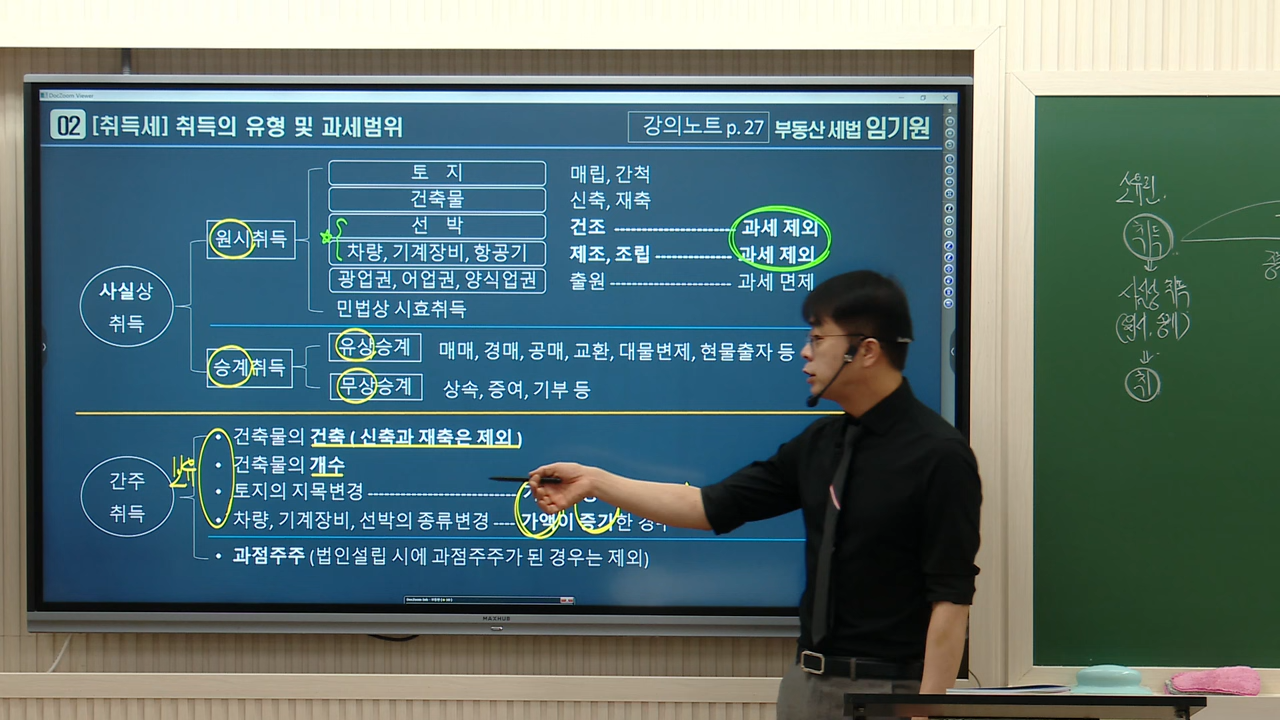 DocZoom Viewer
02 [취득세] 취득의 유형 및 과세범위
강의노트 p. 27
부동산 세법 임기원
사실상
취득
원시취득
토 지 매립, 간척
건축물 신축, 재축
선 박 건조 ---------------------- 과세 제외
차량, 기계장비, 항공기 제조, 조립 -------------- 과세 제외
광업권, 어업권, 양식업권 출원 -------------------- 과세 면제
민법상 시효취득
승계취득
유상승계 매매, 경매, 공매, 교환, 대물변제, 현물출자 등
무상승계 상속, 증여, 기부 등
간주
취득
• 건축물의 건축 ( 신축과 재축은 제외 )
• 건축물의 개수
• 토지의 지목변경 ----------------------
• 차량, 기계장비, 선박의 종류변경 ---- 가액이 증가한 경우
• 과점주주 (법인설립 시에 과점주주가 된 경우는 제외)
MAXHUB
취득
사실상 취득